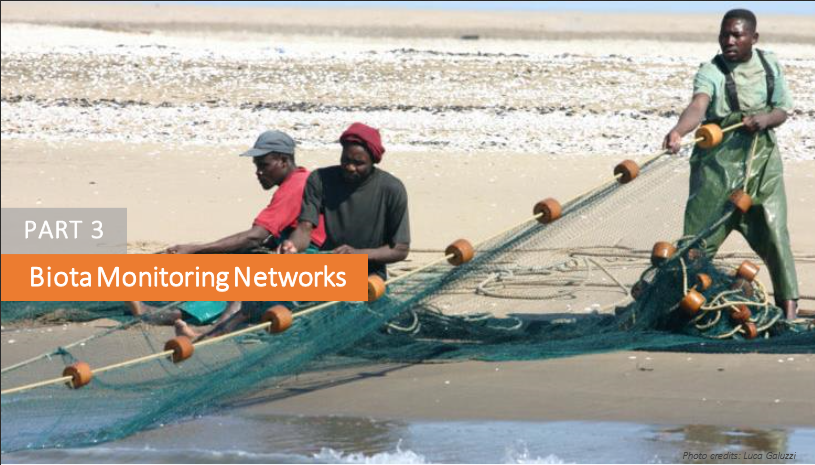 PART 3
Biota Monitoring Networks
Photo credits: Luca Galuzzi